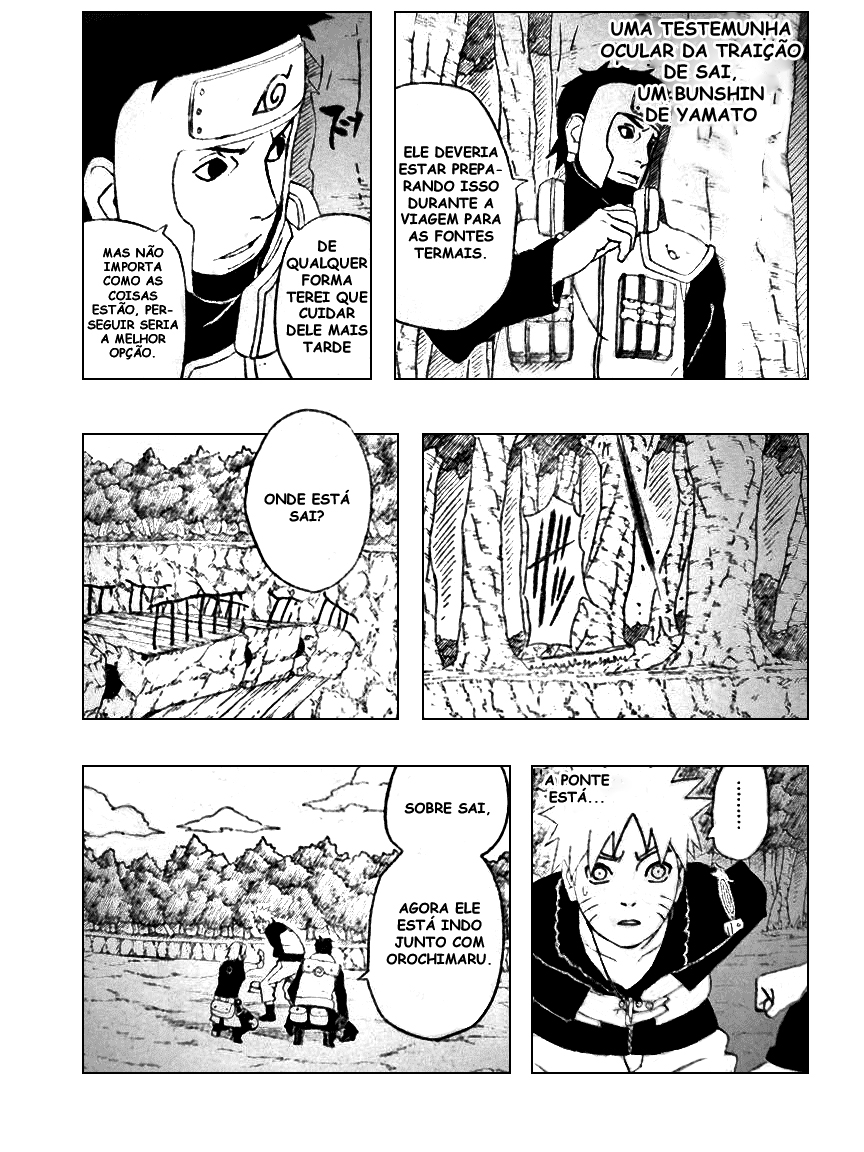 UMA TESTEMUNHA
OCULAR DA TRAIÇÃO
DE SAI,
UM BUNSHIN
DE YAMATO
ELE DEVERIA
ESTAR PREPA-
RANDO ISSO
DURANTE A
VIAGEM PARA
AS FONTES
TERMAIS.
DE
QUALQUER
FORMA
TEREI QUE
CUIDAR
DELE MAIS
TARDE
MAS NÃO
IMPORTA
COMO AS
COISAS
ESTÃO, PER-
SEGUIR SERIA
A MELHOR
OPÇÃO.
ONDE ESTÁ
SAI?
.........
A PONTE
ESTÁ...
SOBRE SAI,
AGORA ELE
ESTÁ INDO
JUNTO COM
OROCHIMARU.